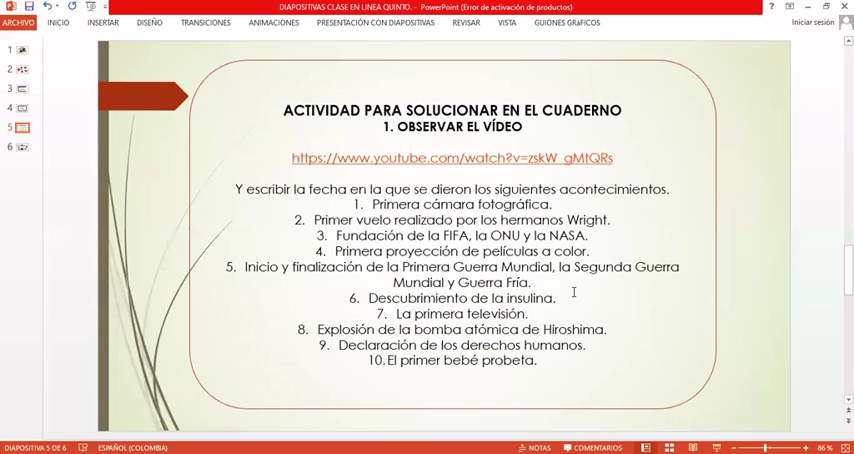 DIAPOSITIVAS CLASE EN LINEA QUINTO. - PowerPoint (Error de activación de productos)
ARCHIVO INICIO INSERTAR DISEÑO TRANSICIONES ANIMACIONES PRESENTACIÓN CON DIAPOSITIVAS REVISAR VISTA GUIONES GRáFICOS Iniciar sesión
1
2
3
4
5
6
ACTIVIDAD PARA SOLUCIONAR EN EL CUADERNO
1. OBSERVAR EL VÍDEO
https://www.youtube.com/watch?v=zskW_gMtQRs
Y escribir la fecha en la que se dieron los siguientes acontecimientos.
1. Primera cámara fotográfica.
2. Primer vuelo realizado por los hermanos Wright.
3. Fundación de la FIFA, la ONU y la NASA.
4. Primera proyección de películas a color.
5. Inicio y finalización de la Primera Guerra Mundial, la Segunda Guerra
Mundial y Guerra Fría.
6. Descubrimiento de la insulina.
7. La primera televisión.
8. Explosión de la bomba atómica de Hiroshima.
9. Declaración de los derechos humanos.
10. El primer bebé probeta.
DIAPOSITIVA 5 DE 6 ESPAÑOL (COLOMBIA) NOTAS COMENTARIOS 86 %